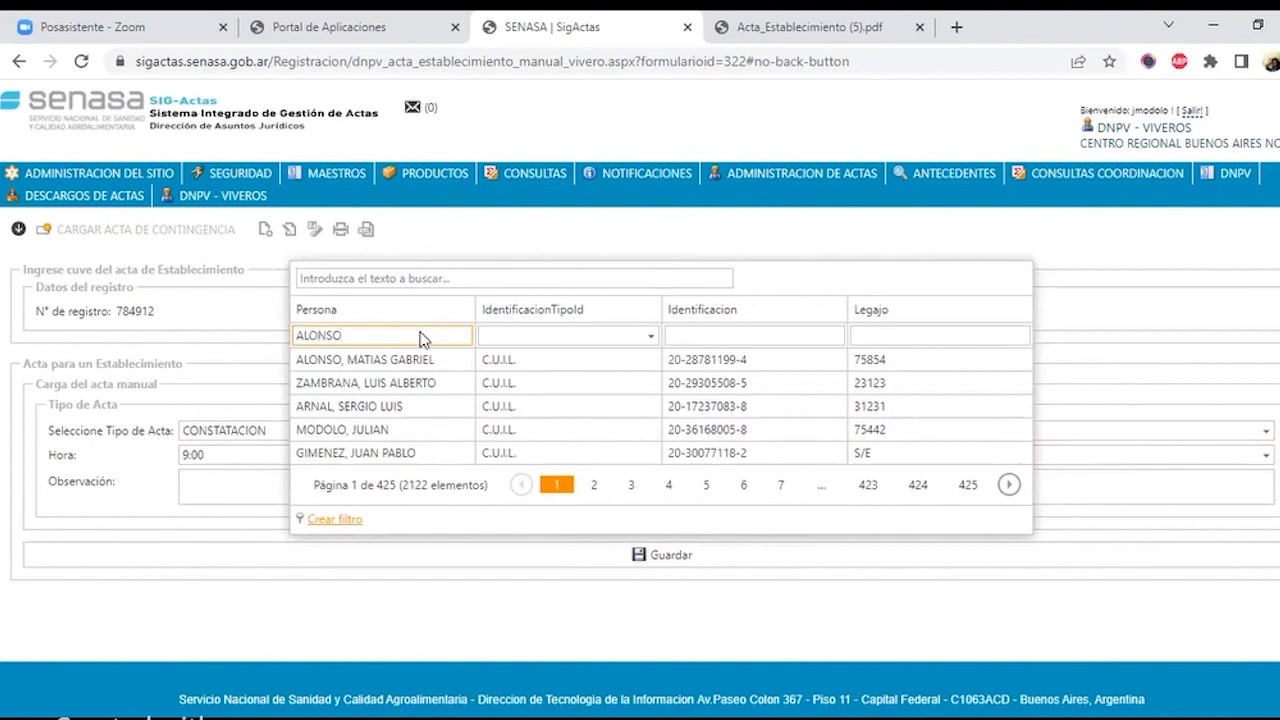 Posasistente - Zoom
Portal de Aplicaciones
SENASA | SigActas
Acta_Establecimiento (5).pdf
sigactas.senasa.gob.ar/Registracion/dnpv_acta_establecimiento_manual_vivero.aspx?formularioid=322#no-back-button
ABP
senasa
SERVICIO NACIONAL DE SANIDAD
Y CALIDAD AGROALIMENTARIA
SIG-Actas
Sistema Integrado de Gestión de Actas
Dirección de Asuntos Jurídicos
(0)
Bienvenido: jmodolo ! [ Salir! ]
DNPV - VIVEROS
CENTRO REGIONAL BUENOS AIRES NO
ADMINISTRACION DEL SITIO
SEGURIDAD
MAESTROS
PRODUCTOS
CONSULTAS
NOTIFICACIONES
ADMINISTRACION DE ACTAS
ANTECEDENTES
CONSULTAS COORDINACION
DNPV
DESCARGOS DE ACTAS
DNPV - VIVEROS
CARGAR ACTA DE CONTINGENCIA
Ingrese cuve del acta de Establecimiento
Datos del registro
N° de registro: 784912
Acta para un Establecimiento
Carga del acta manual
Tipo de Acta
Seleccione Tipo de Acta: CONSTATACION
Hora: 9:00
Observación:
Introduzca el texto a buscar...
Persona IdentificacionTipoId Identificacion Legajo
ALONSO
ALONSO, MATIAS GABRIEL C.U.I.L. 20-28781199-4 75854
ZAMBRANA, LUIS ALBERTO C.U.I.L. 20-29305508-5 23123
ARNAL, SERGIO LUIS C.U.I.L. 20-17237083-8 31231
MODOLO, JULIAN C.U.I.L. 20-36168005-8 75442
GIMENEZ, JUAN PABLO C.U.I.L. 20-30077118-2 S/E
Página 1 de 425 (2122 elementos) 1 2 3 4 5 6 7 ... 423 424 425
Crear filtro
Guardar
Servicio Nacional de Sanidad y Calidad Agroalimentaria - Direccion de Tecnologia de la Informacion Av.Paseo Colon 367 - Piso 11 - Capital Federal - C1063ACD - Buenos Aires, Argentina